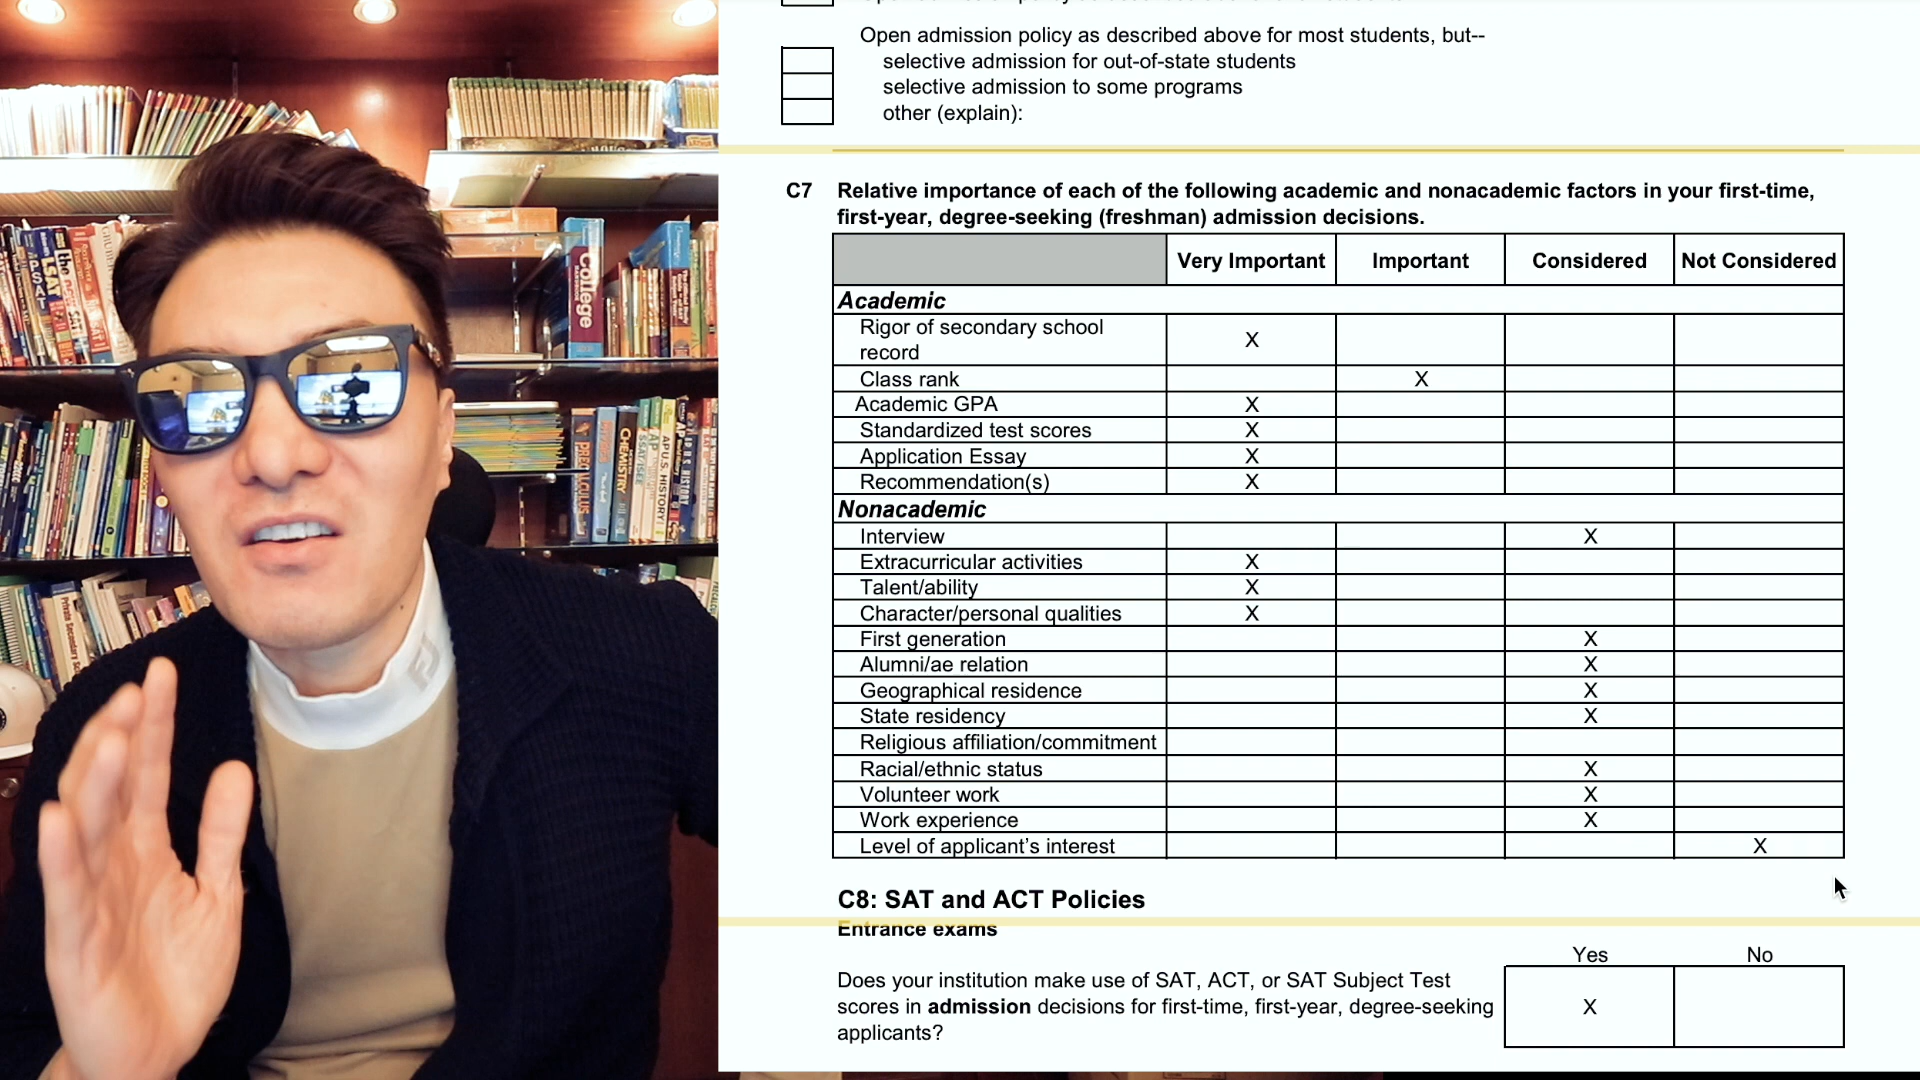 Open admission policy as described above for most students, but--
selective admission for out-of-state students
selective admission to some programs
other (explain):
C7 Relative importance of each of the following academic and nonacademic factors in your first-time,
first-year, degree-seeking (freshman) admission decisions.
Very Important Important Considered Not Considered
Academic
Rigor of secondary school
record X
Class rank X
Academic GPA X
Standardized test scores X
Application Essay X
Recommendation(s) X
Nonacademic
Interview X
Extracurricular activities X
Talent/ability X
Character/personal qualities X
First generation X
Alumni/ae relation X
Geographical residence X
State residency X
Religious affiliation/commitment
Racial/ethnic status X
Volunteer work X
Work experience X
Level of applicant's interest X
C8: SAT and ACT Policies
Entrance exams
Yes No
Does your institution make use of SAT, ACT, or SAT Subject Test
scores in admission decisions for first-time, first-year, degree-seeking
applicants? X
College
LSAT
PSAT
CHEMISTRY
AP U.S. HISTORY
FJ